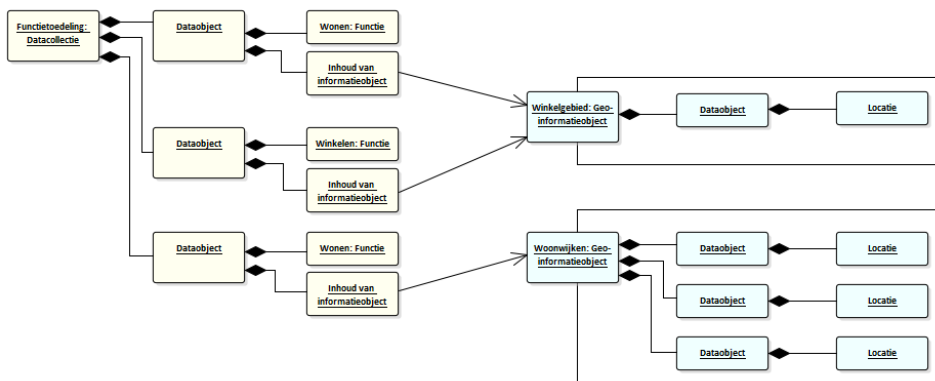 Functietoedeling:
Datacollectie
Dataobject
Wonen: Functie
Inhoud van
informatieobject
Winkelgebied: Geo-
informatieobject
Dataobject
Locatie
Dataobject
Winkelen: Functie
Inhoud van
informatieobject
Dataobject
Wonen: Functie
Inhoud van
informatieobject
Woonwijken: Geo-
informatieobject
Dataobject
Locatie
Dataobject
Locatie
Dataobject
Locatie